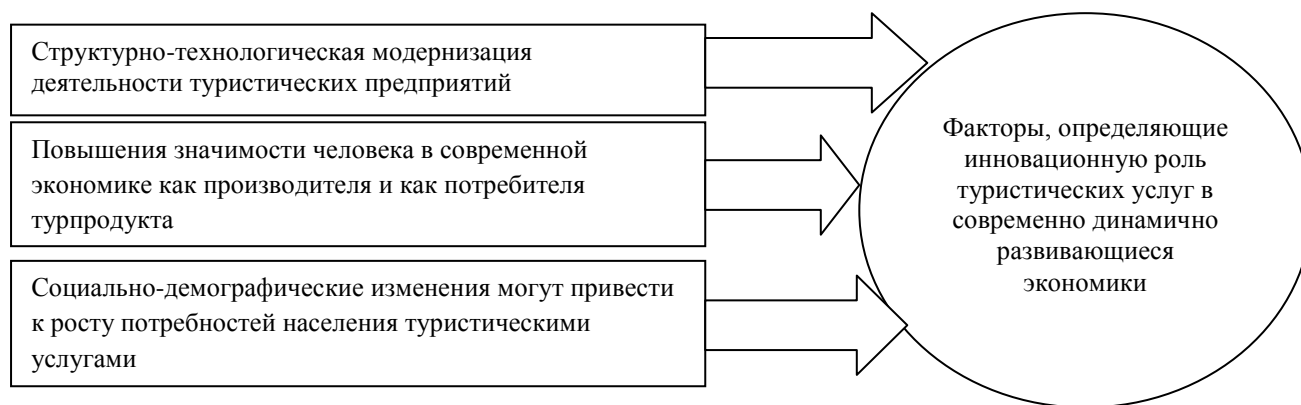 Структурно-технологическая модернизация
деятельности туристических предприятий
Повышения значимости человека в современной
экономике как производителя и как потребителя
турпродукта
Социально-демографические изменения могут привести
к росту потребностей населения туристическими
услугами
Факторы, определяющие
инновационную роль
туристических услуг в
современно динамично
развивающиеся
экономики